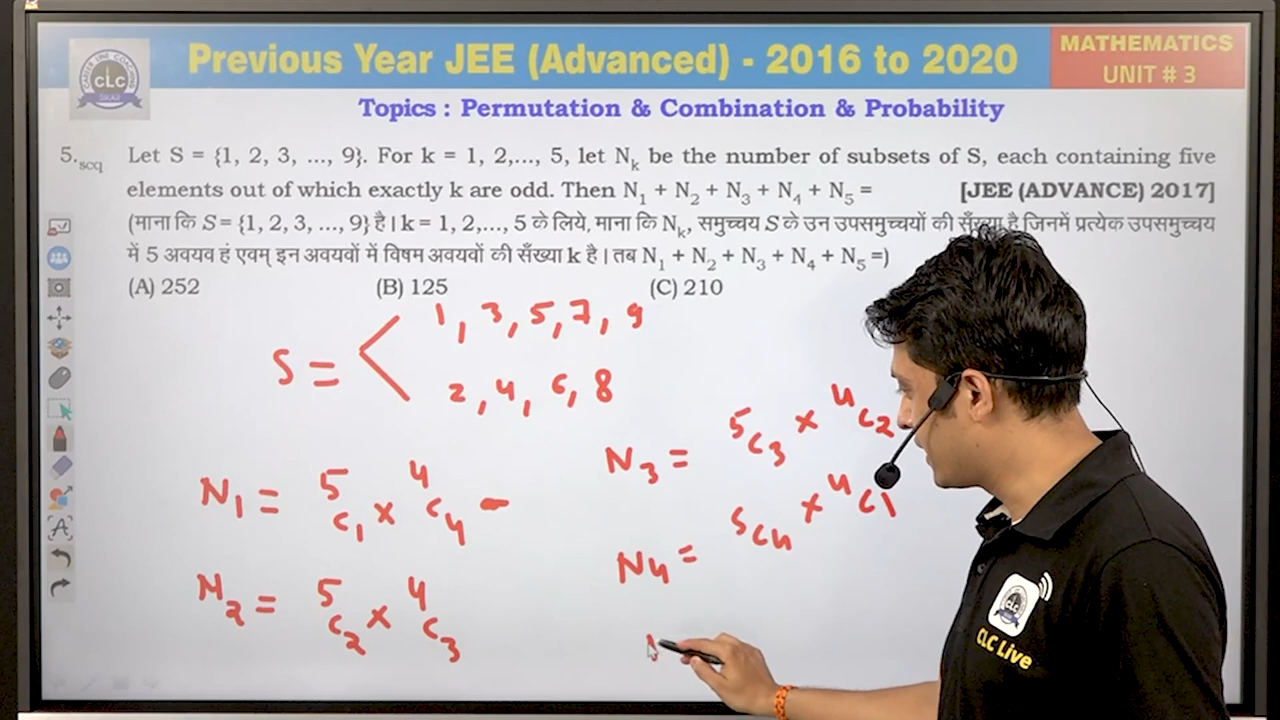 Previous Year JEE (Advanced) - 2016 to 2020
MATHEMATICS
UNIT # 3
CLC
SIKAR
Topics : Permutation & Combination & Probability
5.scq Let S = {1, 2, 3, ..., 9}. For k = 1, 2,..., 5, let Nk be the number of subsets of S, each containing five
elements out of which exactly k are odd. Then N1 + N2 + N3 + N4 + N5 = [JEE (ADVANCE) 2017]
(माना कि S = {1, 2, 3, ..., 9} है। k = 1, 2,..., 5 के लिये, माना कि Nk, समुच्चय S के उन उपसमुच्चयों की सँख्या है जिनमें प्रत्येक उपसमुच्चय
में 5 अवयव हं एवम् इन अवयवों में विषम अवयवों की सँख्या k है। तब N1 + N2 + N3 + N4 + N5 =)
(A) 252 (B) 125 (C) 210
S = < 1, 3, 5, 7, 9
2, 4, 6, 8
N1 = 5c1 × 4c4 -
N2 = 5c2 × 4c3
N3 = 5c3 × 4c2
N4 = 5c4 × 4c1
CLC
CLC Live